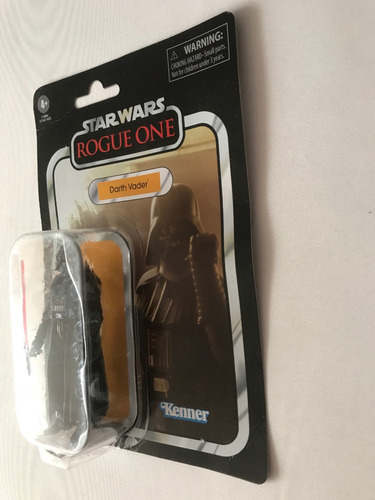 WARNING:
CHOKING HAZARD-Small parts.
Not for children under 3 years.
4+
STAR WARS
ROGUE ONE
Darth Vader
Kenner